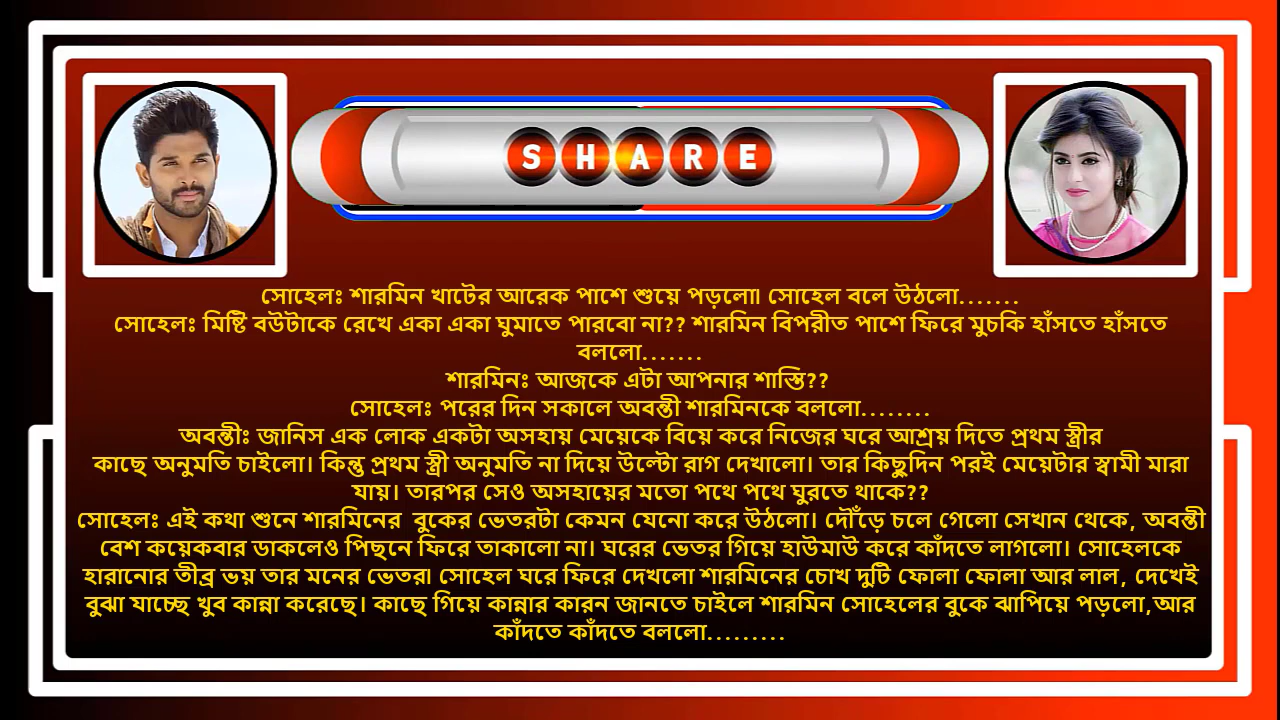 SHARE
সোহেলঃ শারমিন খাটের আরেক পাশে শুয়ে পড়লো৷ সোহেল বলে উঠলো.......
সোহেলঃ মিষ্টি বউটাকে রেখে একা একা ঘুমাতে পারবো না?? শারমিন বিপরীত পাশে ফিরে মুচকি হাঁসতে হাঁসতে
বললো.......
শারমিনঃ আজকে এটা আপনার শাস্তি??
সোহেলঃ পরের দিন সকালে অবন্তী শারমিনকে বললো........
অবন্তীঃ জানিস এক লোক একটা অসহায় মেয়েকে বিয়ে করে নিজের ঘরে আশ্রয় দিতে প্রথম স্ত্রীর
কাছে অনুমতি চাইলো। কিন্তু প্রথম স্ত্রী অনুমতি না দিয়ে উল্টো রাগ দেখালো। তার কিছুদিন পরই মেয়েটার স্বামী মারা
যায়। তারপর সেও অসহায়ের মতো পথে পথে ঘুরতে থাকে??
সোহেলঃ এই কথা শুনে শারমিনের বুকের ভেতরটা কেমন যেনো করে উঠলো। দৌঁড়ে চলে গেলো সেখান থেকে, অবন্তী
বেশ কয়েকবার ডাকলেও পিছনে ফিরে তাকালো না। ঘরের ভেতর গিয়ে হাউমাউ করে কাঁদতে লাগলো। সোহেলকে
হারানোর তীব্র ভয় তার মনের ভেতর৷ সোহেল ঘরে ফিরে দেখলো শারমিনের চোখ দুটি ফোলা ফোলা আর লাল, দেখেই
বুঝা যাচ্ছে খুব কান্না করেছে। কাছে গিয়ে কান্নার কারন জানতে চাইলে শারমিন সোহেলের বুকে ঝাপিয়ে পড়লো,আর
কাঁদতে কাঁদতে বললো.........